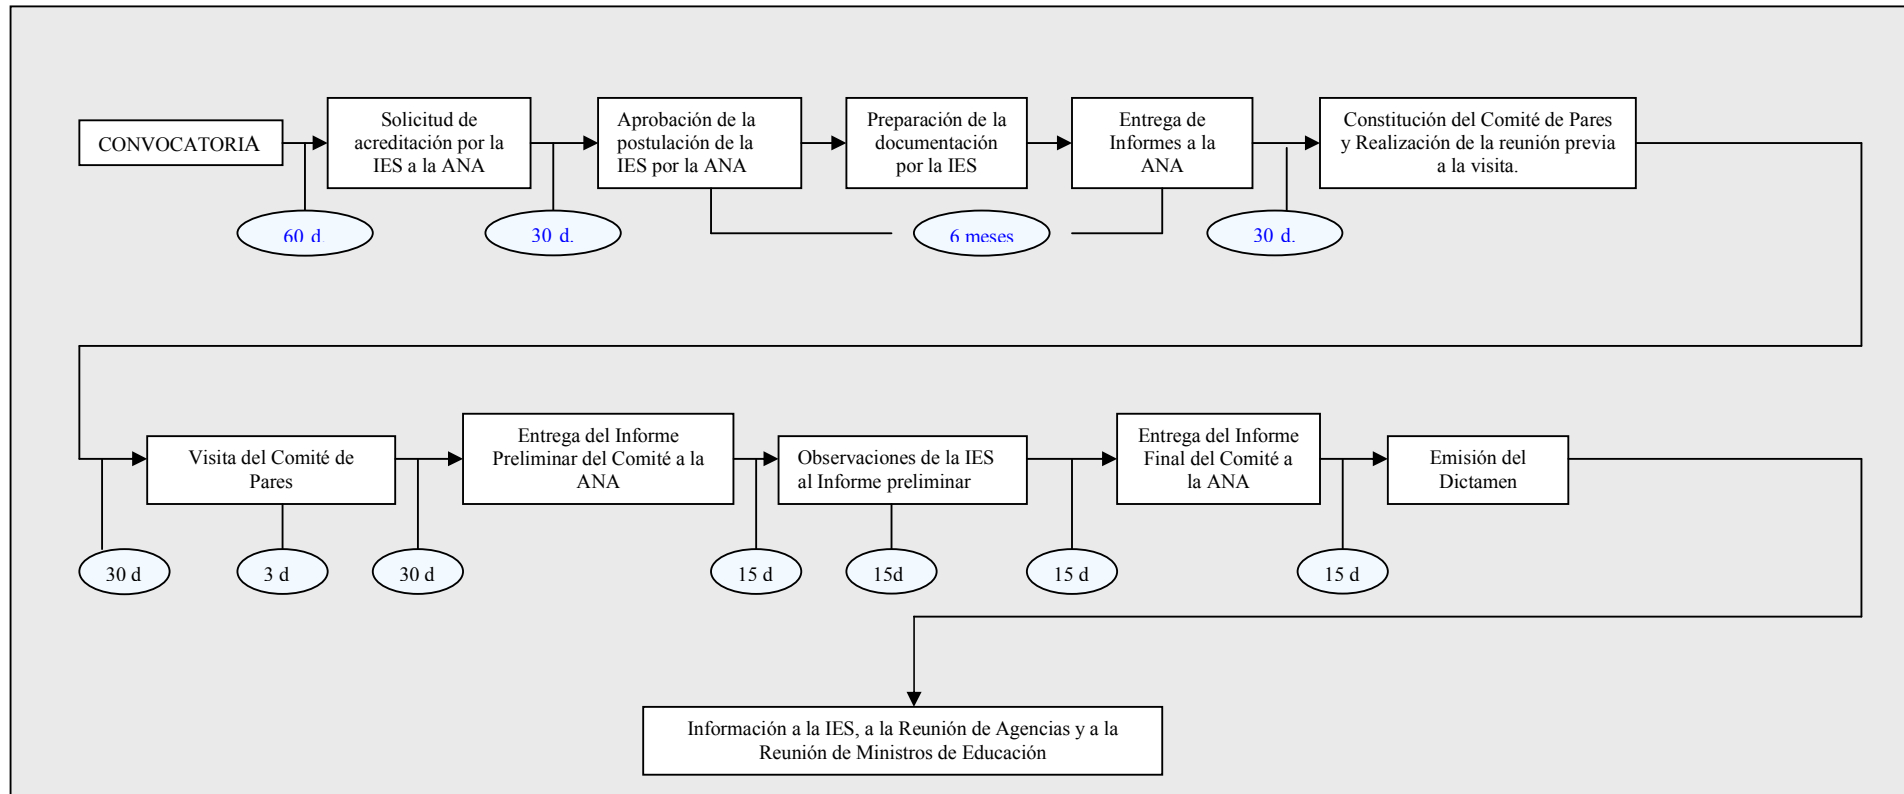 CONVOCATORIA
Solicitud de
acreditación por la
IES a la ANA
Aprobación de la
postulación de la
IES por la ANA
Preparación de la
documentación
por la IES
Entrega de
Informes a la
ANA
Constitución del Comité de Pares
y Realización de la reunión previa
a la visita.
60 d.
30 d.
6 meses
30 d.
Visita del Comité de
Pares
Entrega del Informe
Preliminar del Comité a la
ANA
Observaciones de la IES
al Informe preliminar
Entrega del Informe
Final del Comité a
la ANA
Emisión del
Dictamen
30 d
3 d
30 d
15 d
15d
15 d
15 d
Información a la IES, a la Reunión de Agencias y a la
Reunión de Ministros de Educación